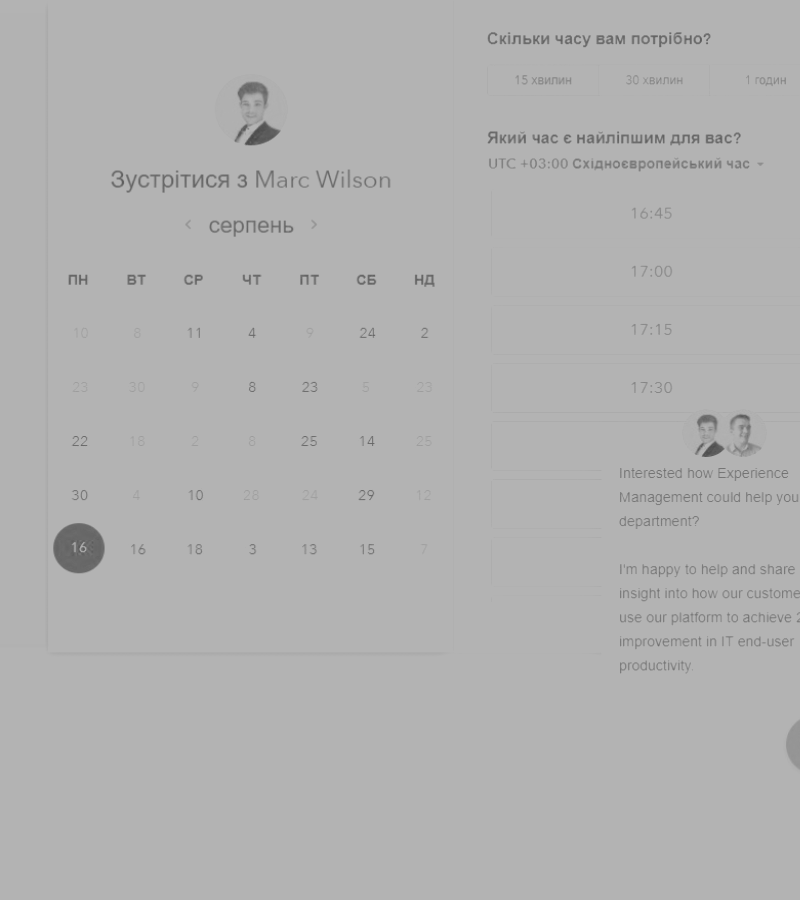 Зустрітися з Marc Wilson
серпень
ПН ВТ СР ЧТ ПТ СБ НД
10 8 11 4 9 24 2
23 30 9 8 23 5 23
22 18 2 8 25 14 25
30 4 10 28 24 29 12
16 16 18 3 13 15 7
Скільки часу вам потрібно?
15 хвилин 30 хвилин 1 годин
Який час є найліпшим для вас?
UTC +03:00 Східноєвропейський час
16:45
17:00
17:15
17:30
Interested how Experience
Management could help you
department?
I'm happy to help and share
insight into how our custome
use our platform to achieve 2
improvement in IT end-user
productivity.